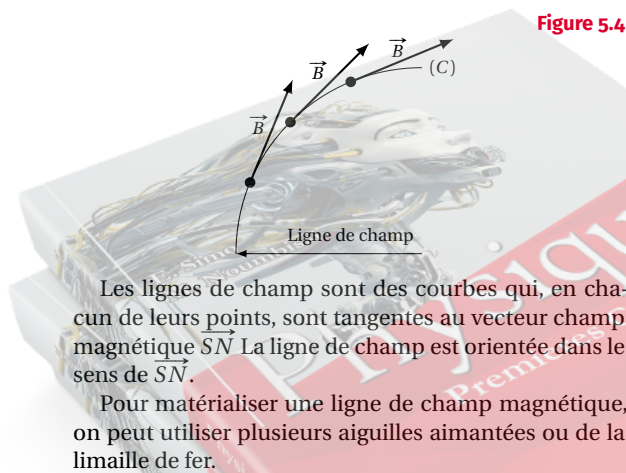 Figure 5.4
B
B
B
(C)
Ligne de champ
Les lignes de champ sont des courbes qui, en cha-
cun de leurs points, sont tangentes au vecteur champ
magnétique SN La ligne de champ est orientée dans le
sens de SN.
Pour matérialiser une ligne de champ magnétique,
on peut utiliser plusieurs aiguilles aimantées ou de la
limaille de fer.
Physiqu
Premières